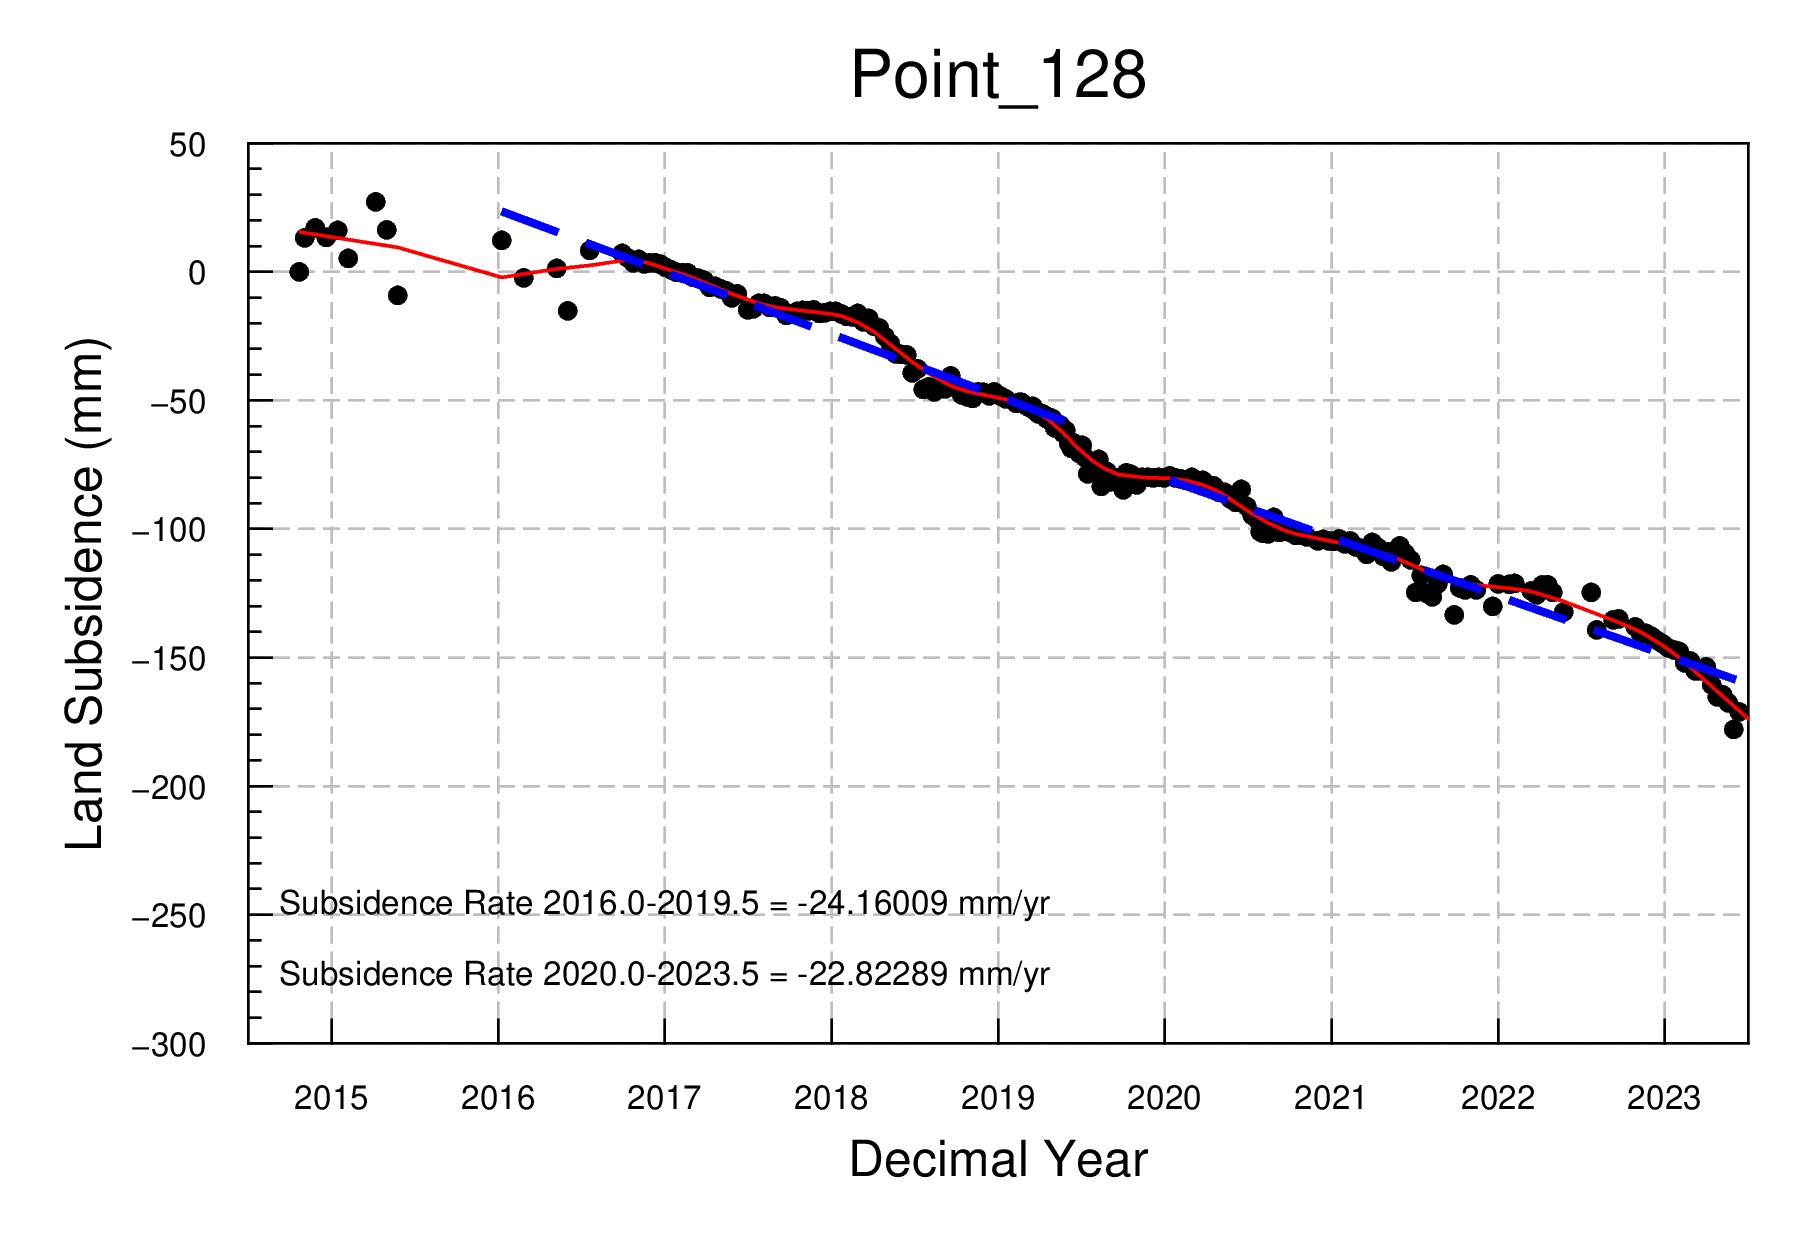 Point_128
50
0
−50
−100
−150
−200
−250
−300
Land Subsidence (mm)
Subsidence Rate 2016.0-2019.5 = -24.16009 mm/yr
Subsidence Rate 2020.0-2023.5 = -22.82289 mm/yr
2015 2016 2017 2018 2019 2020 2021 2022 2023
Decimal Year